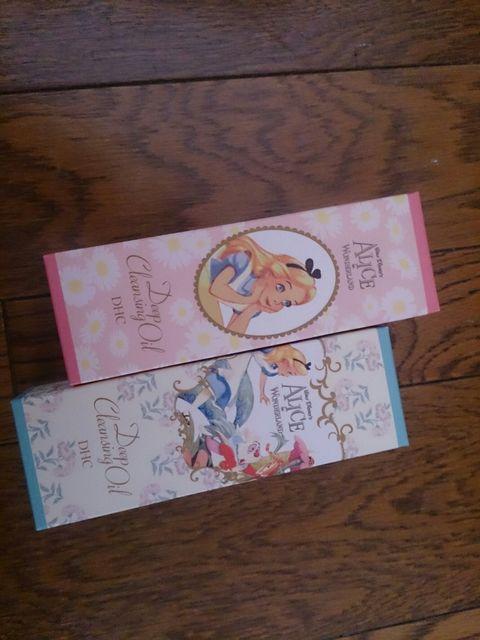 Walt Disney's
ALICE
IN
WONDERLAND
Deep
Cleansing Oil
DHC
Walt Disney's
ALICE
IN
WONDERLAND
Deep
Cleansing Oil
DHC